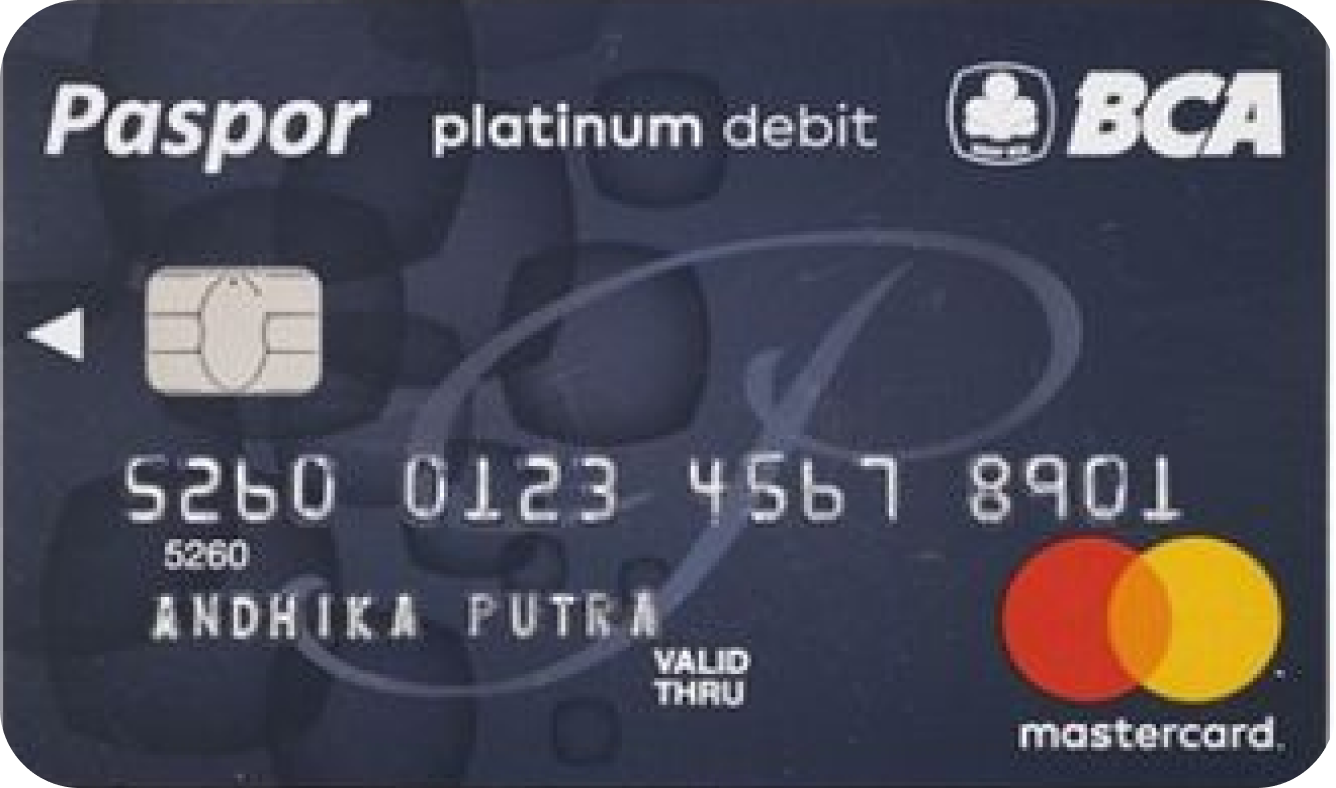 Paspor platinum debit BCA
5260 0123 4567 8901
5260
ANDHIKA PUTRA
VALID
THRU
mastercard.